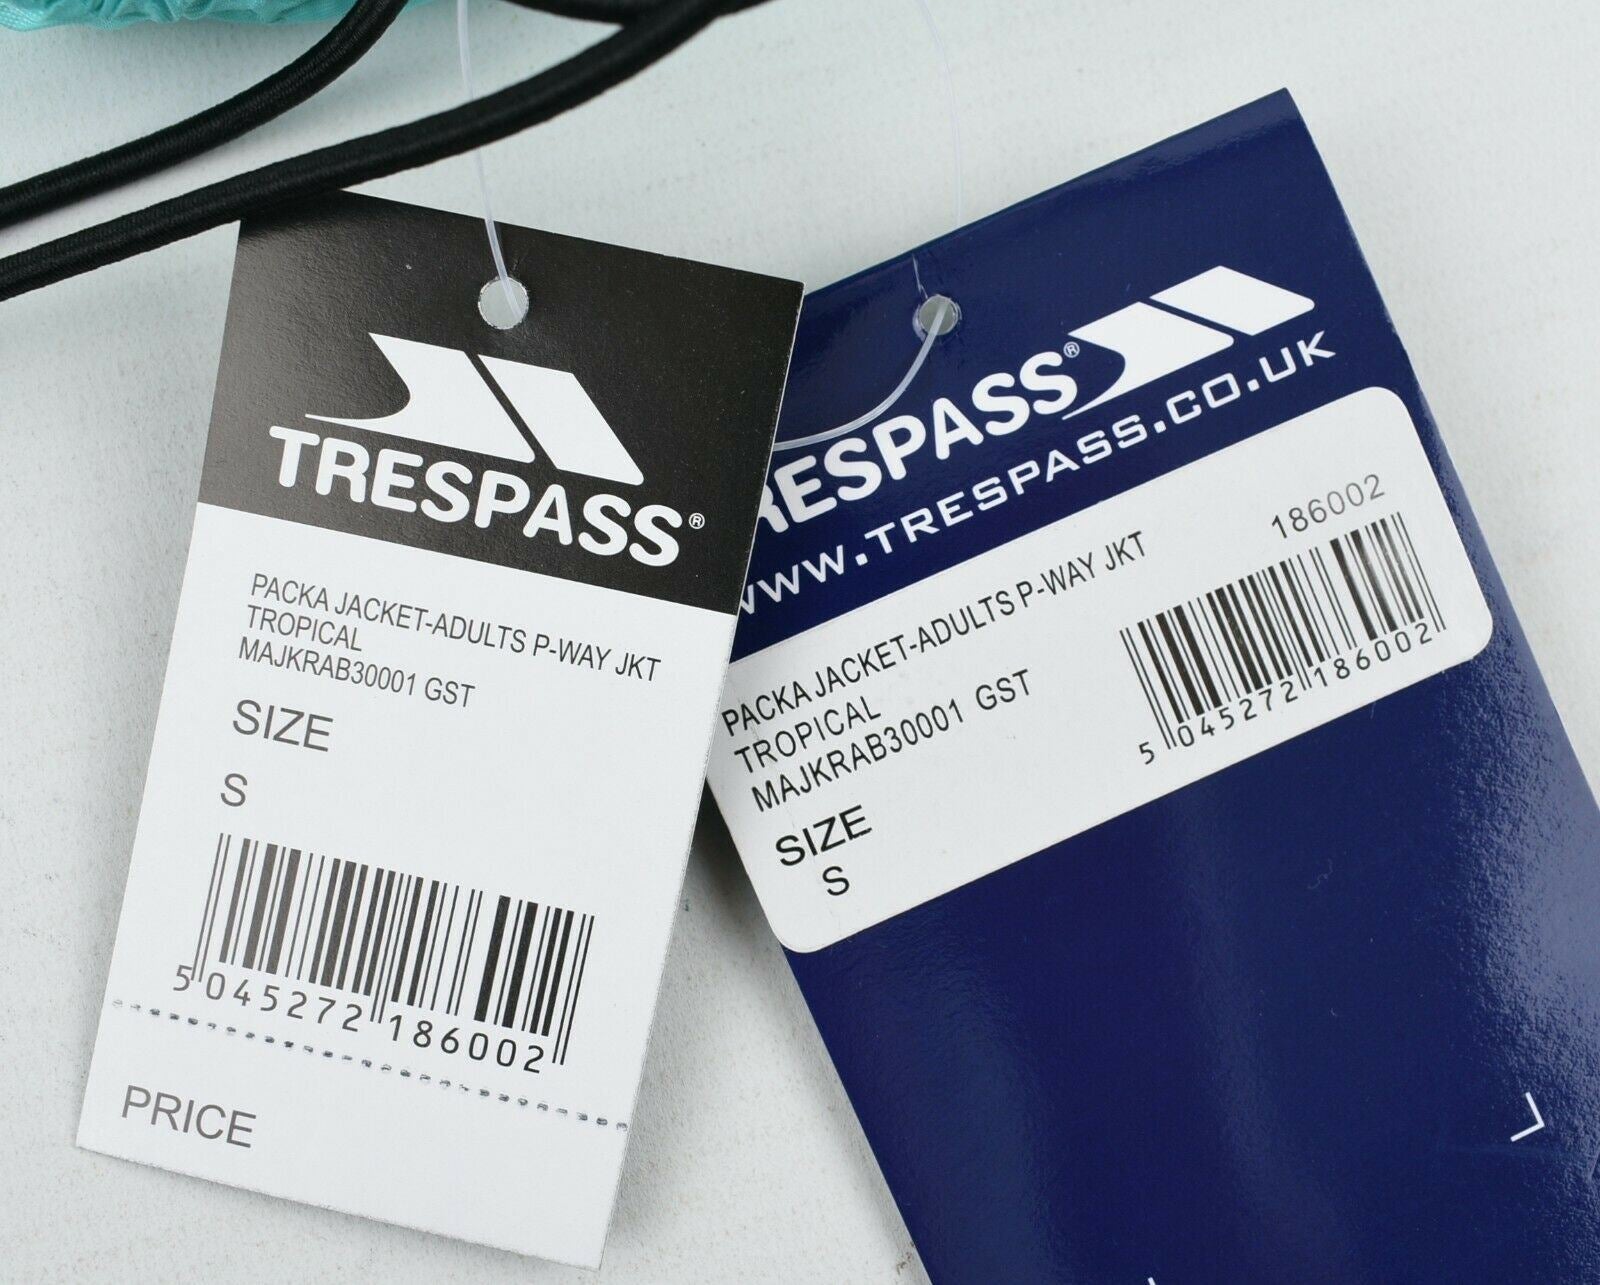 TRESPASS®
PACKA JACKET-ADULTS P-WAY JKT
TROPICAL
MAJKRAB30001 GST
SIZE
S
5 045272 186002
PRICE
TRESPASS®
WWW.TRESPASS.CO.UK
186002
PACKA JACKET-ADULTS P-WAY JKT
TROPICAL
MAJKRAB30001 GST
5 045272 186002
SIZE
S